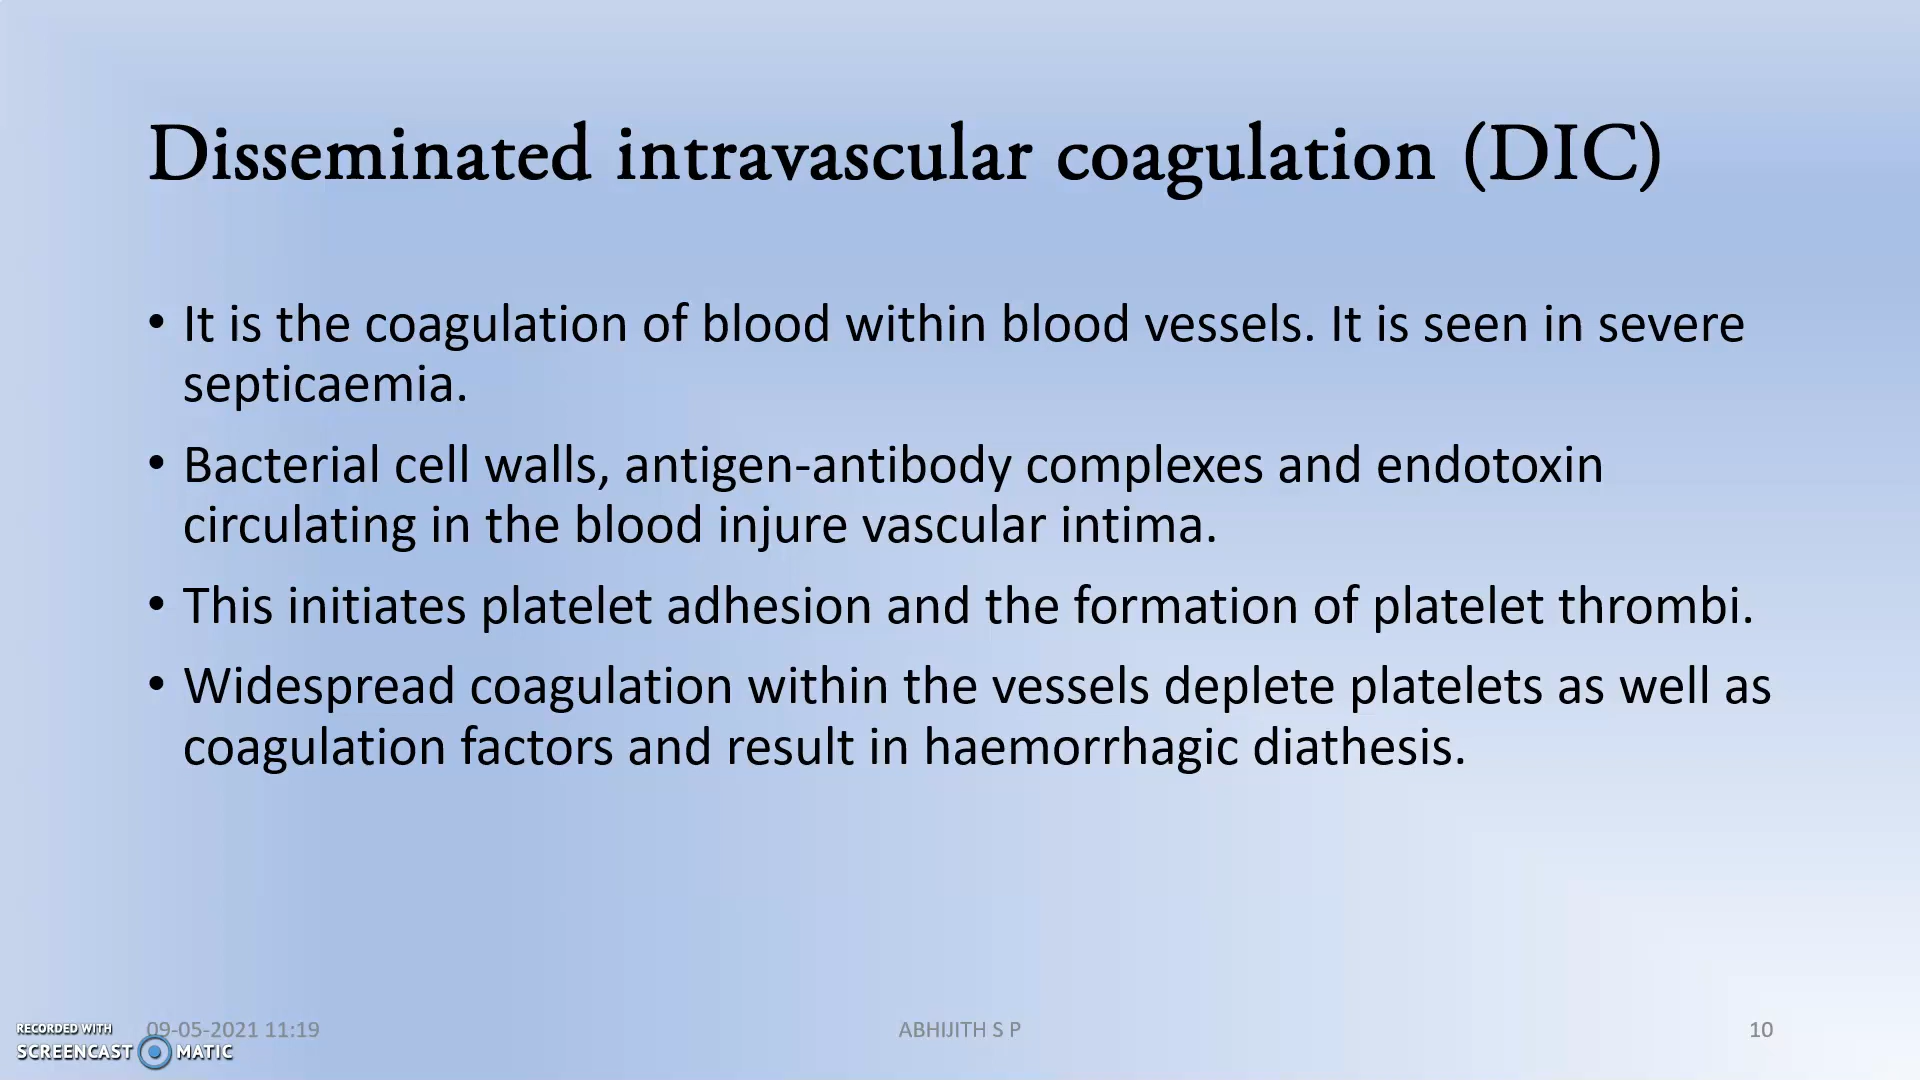 Disseminated intravascular coagulation (DIC)
• It is the coagulation of blood within blood vessels. It is seen in severe
septicaemia.
• Bacterial cell walls, antigen-antibody complexes and endotoxin
circulating in the blood injure vascular intima.
• This initiates platelet adhesion and the formation of platelet thrombi.
• Widespread coagulation within the vessels deplete platelets as well as
coagulation factors and result in haemorrhagic diathesis.
RECORDED WITH
SCREENCAST MATIC
09-05-2021 11:19
ABHIJITH S P
10